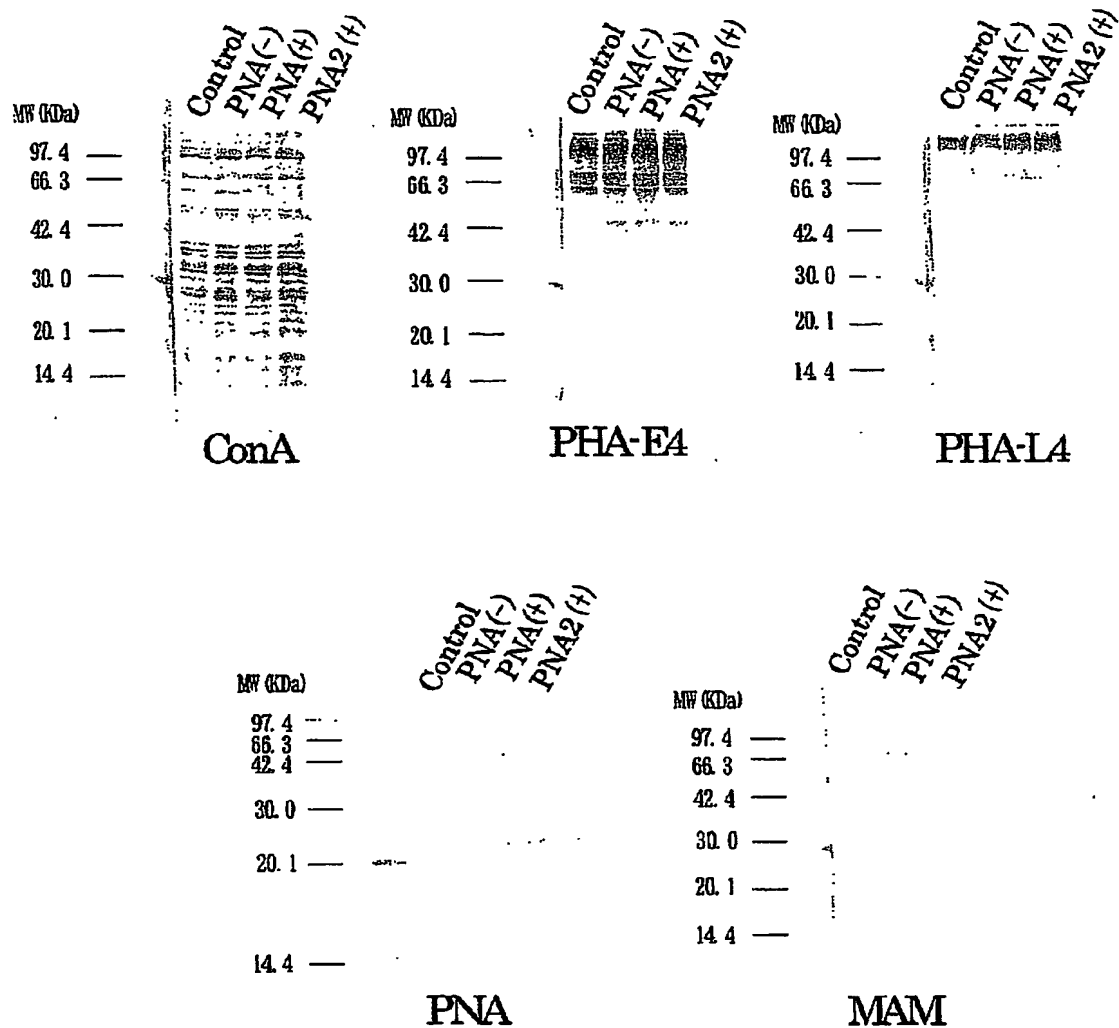 Control
PNA(-)
PNA(+)
PNA2(+)
MW (KDa)
97.4
66.3
42.4
30.0
20.1
14.4
ConA
Control
PNA(-)
PNA(+)
PNA2(+)
MW (KDa)
97.4
66.3
42.4
30.0
20.1
14.4
PHA-E4
Control
PNA(-)
PNA(+)
PNA2(+)
MW (KDa)
97.4
66.3
42.4
30.0
20.1
14.4
PHA-L4
Control
PNA(-)
PNA(+)
PNA2(+)
MW (KDa)
97.4
66.3
42.4
30.0
20.1
14.4
PNA
Control
PNA(-)
PNA(+)
PNA2(+)
MW (KDa)
97.4
66.3
42.4
30.0
20.1
14.4
MAM